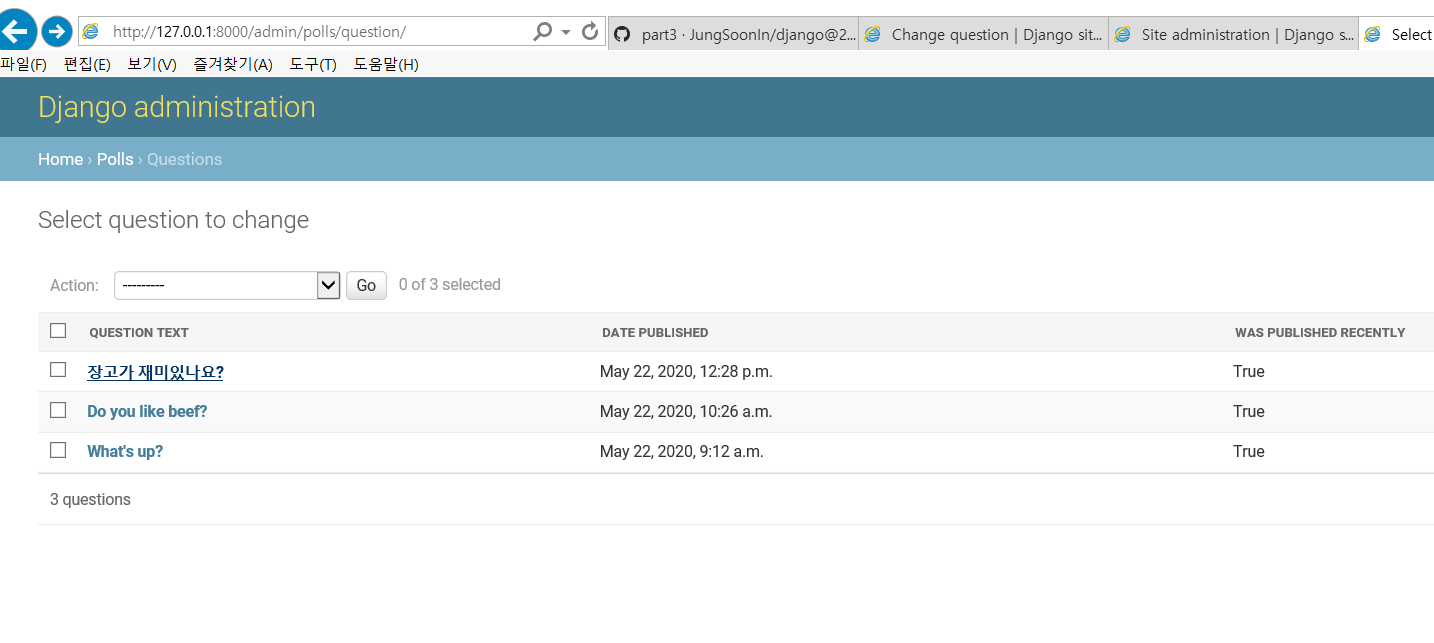 http://127.0.0.1:8000/admin/polls/question/
part3 · JungSoonIn/django@2...
Change question | Django sit...
Site administration | Django s...
Select
파일(F) 편집(E) 보기(V) 즐겨찾기(A) 도구(T) 도움말(H)
Django administration
Home › Polls › Questions
Select question to change
Action: --------- Go 0 of 3 selected
QUESTION TEXT DATE PUBLISHED WAS PUBLISHED RECENTLY
장고가 재미있나요? May 22, 2020, 12:28 p.m. True
Do you like beef? May 22, 2020, 10:26 a.m. True
What's up? May 22, 2020, 9:12 a.m. True
3 questions